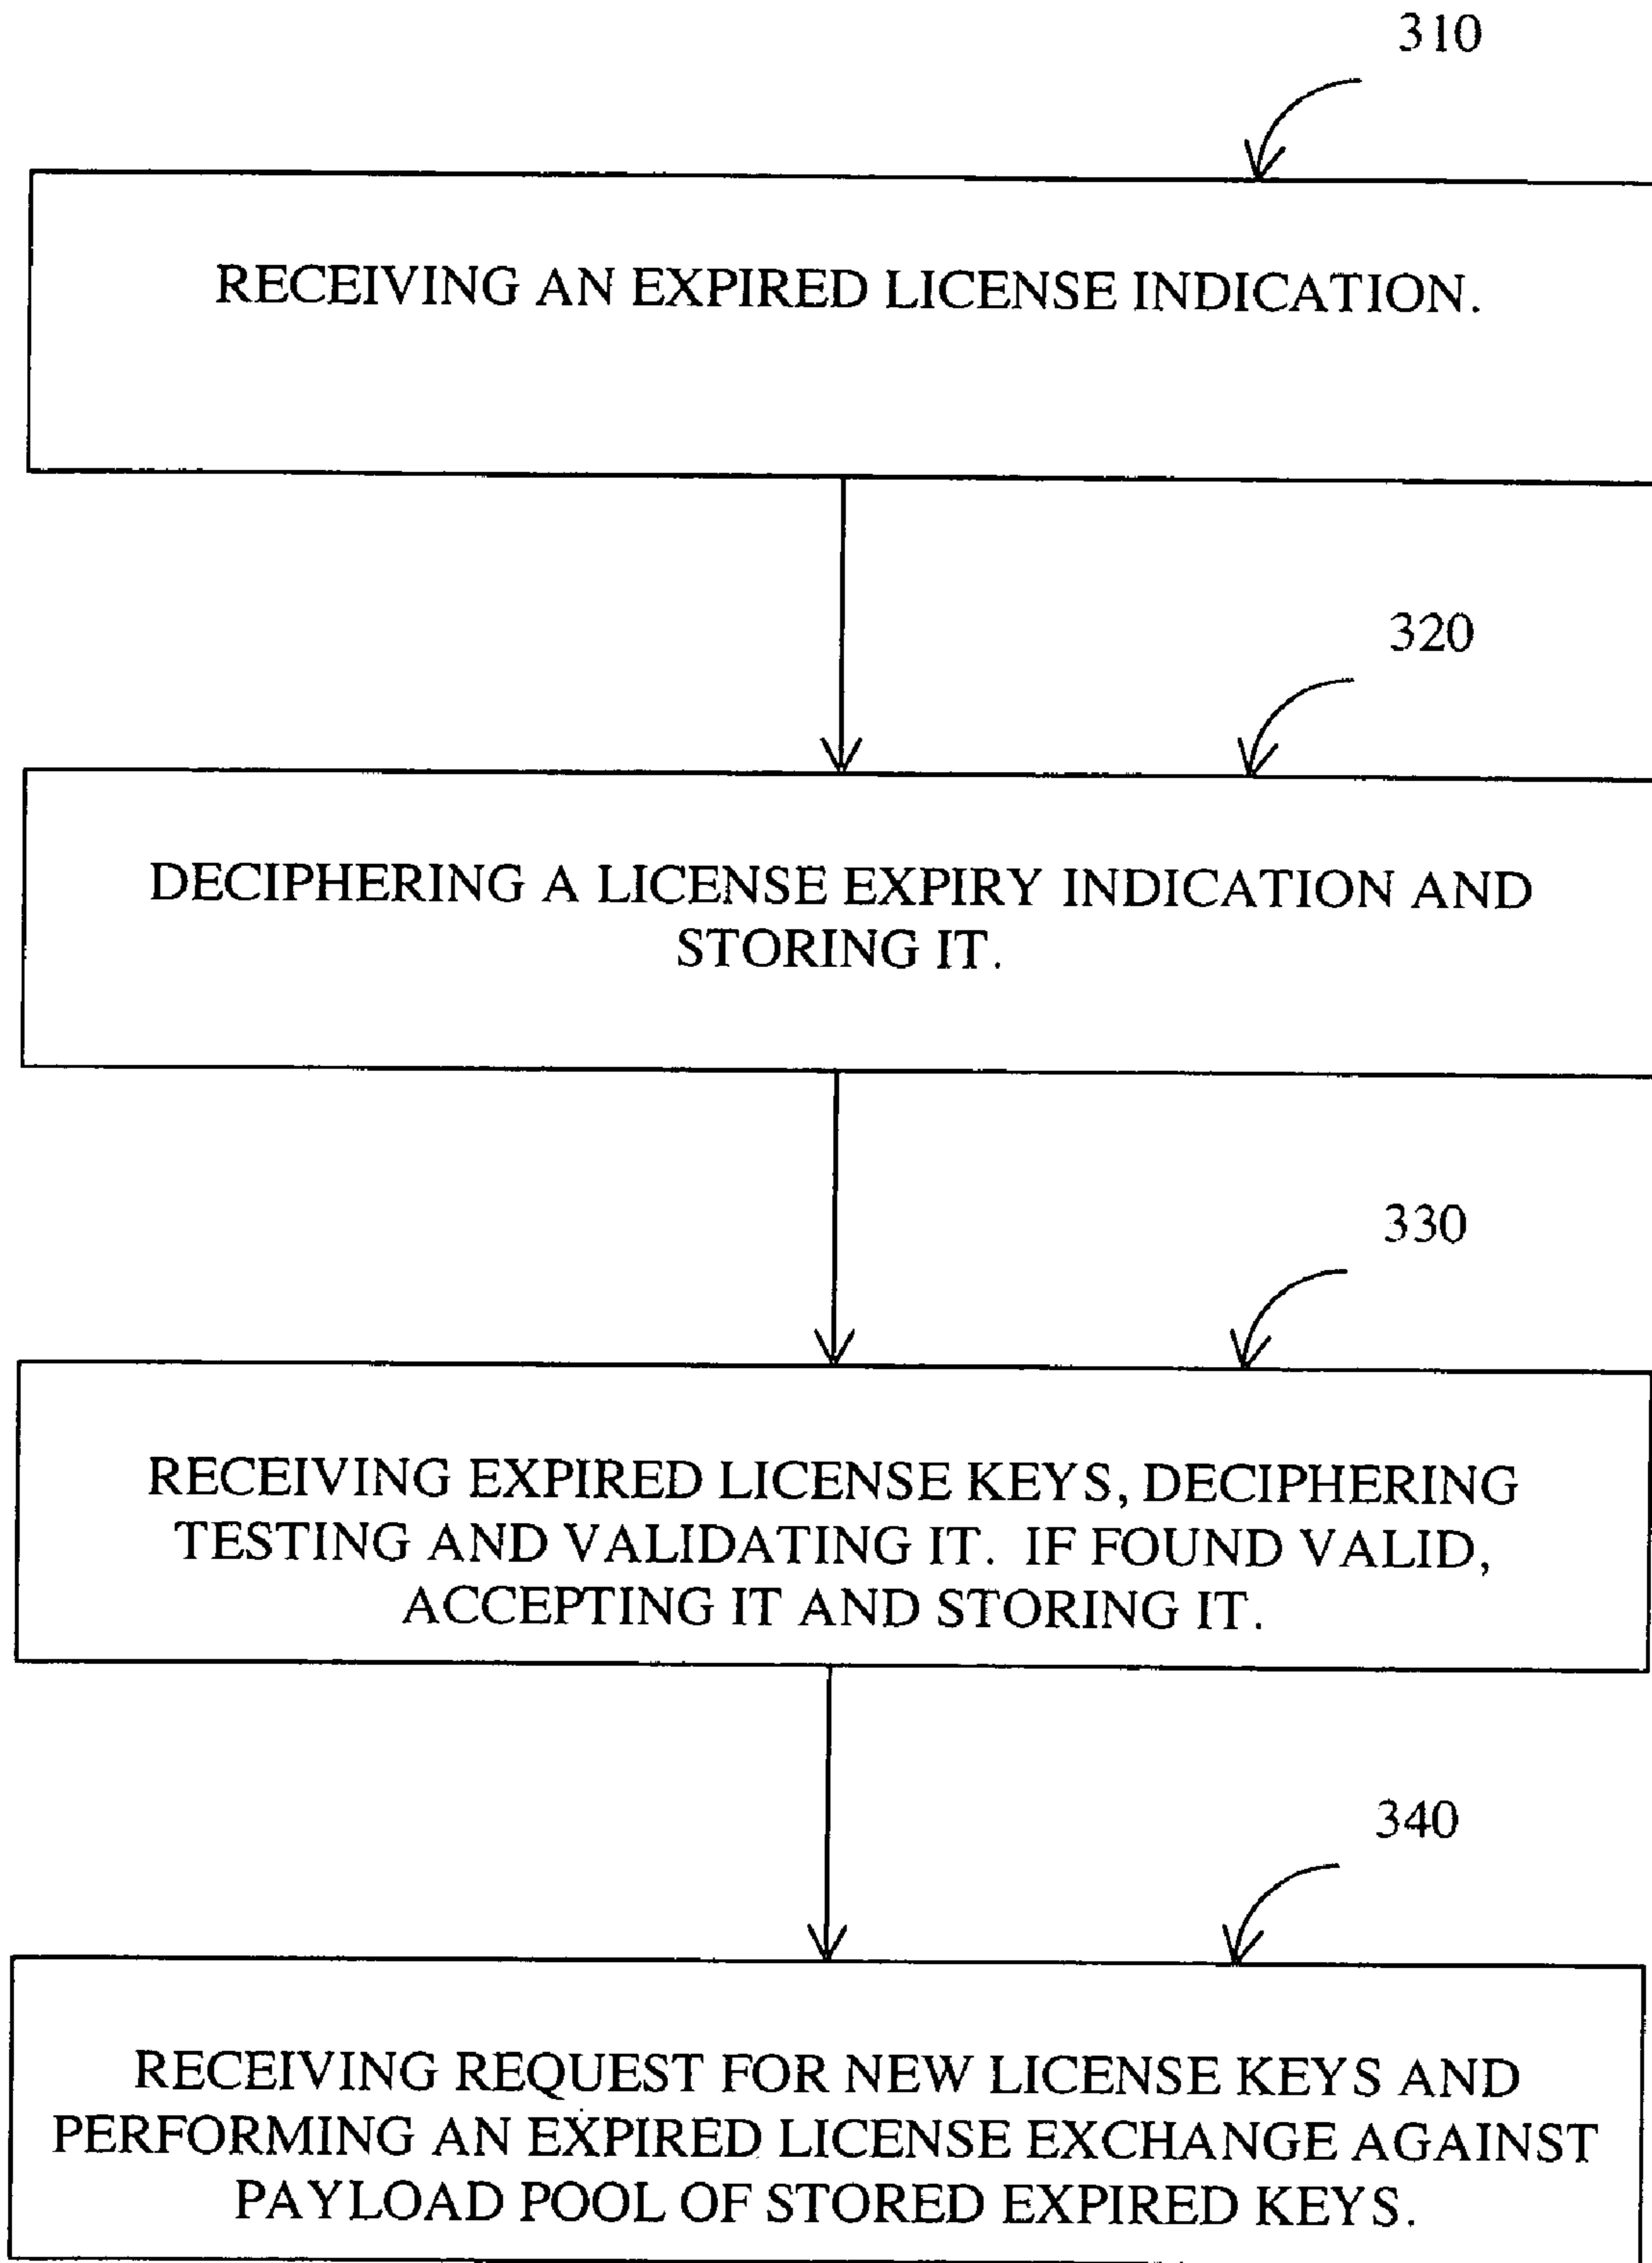 310
RECEIVING AN EXPIRED LICENSE INDICATION.
320
DECIPHERING A LICENSE EXPIRY INDICATION AND
STORING IT.
330
RECEIVING EXPIRED LICENSE KEYS, DECIPHERING
TESTING AND VALIDATING IT. IF FOUND VALID,
ACCEPTING IT AND STORING IT.
340
RECEIVING REQUEST FOR NEW LICENSE KEYS AND
PERFORMING AN EXPIRED LICENSE EXCHANGE AGAINST
PAYLOAD POOL OF STORED EXPIRED KEYS.